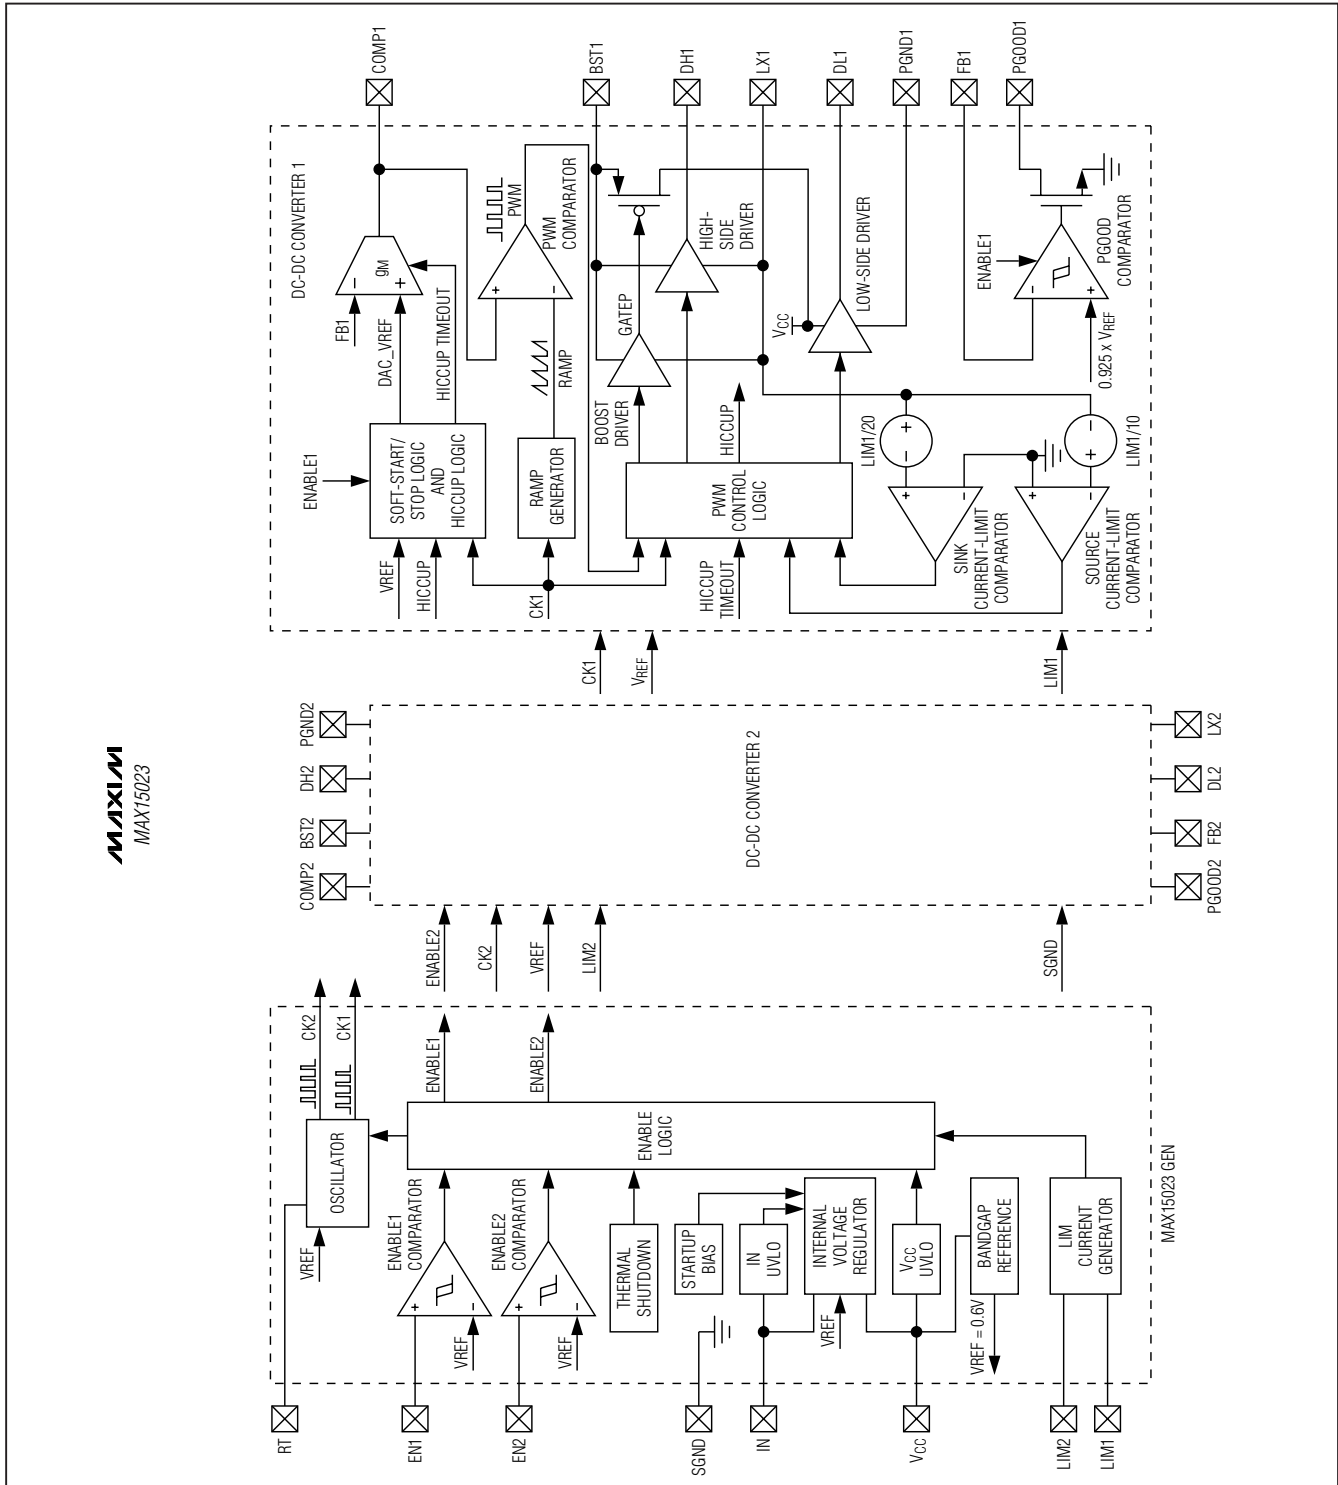 MAXIM
MAX15023
RT
EN1
EN2
SGND
IN
VCC
LIM2
LIM1
VREF
OSCILLATOR
CK2
CK1
ENABLE1
COMPARATOR
+
−
VREF
ENABLE2
COMPARATOR
+
−
VREF
THERMAL
SHUTDOWN
STARTUP
BIAS
IN
UVLO
INTERNAL
VOLTAGE
REGULATOR
VREF
VCC
UVLO
BANDGAP
REFERENCE
VREF = 0.6V
LIM
CURRENT
GENERATOR
ENABLE
LOGIC
ENABLE1
ENABLE2
MAX15023 GEN
COMP2
BST2
DH2
PGND2
ENABLE2
CK2
VREF
LIM2
SGND
DC-DC CONVERTER 2
PGOOD2
FB2
DL2
LX2
CK1
VREF
LIM1
DC-DC CONVERTER 1
ENABLE1
VREF
HICCUP
SOFT-START/
STOP LOGIC
AND
HICCUP LOGIC
DAC_VREF
HICCUP TIMEOUT
FB1
−
+
gM
COMP1
CK1
RAMP
GENERATOR
RAMP
+
−
PWM
PWM
COMPARATOR
HICCUP
TIMEOUT
PWM
CONTROL
LOGIC
HICCUP
BOOST
DRIVER
GATEP
HIGH-
SIDE
DRIVER
VCC
LOW-SIDE DRIVER
SINK
CURRENT-LIMIT
COMPARATOR
+
−
LIM1/20
−
+
SOURCE
CURRENT-LIMIT
COMPARATOR
+
−
LIM1/10
+
−
ENABLE1
−
+
0.925 x VREF
PGOOD
COMPARATOR
BST1
DH1
LX1
DL1
PGND1
FB1
PGOOD1